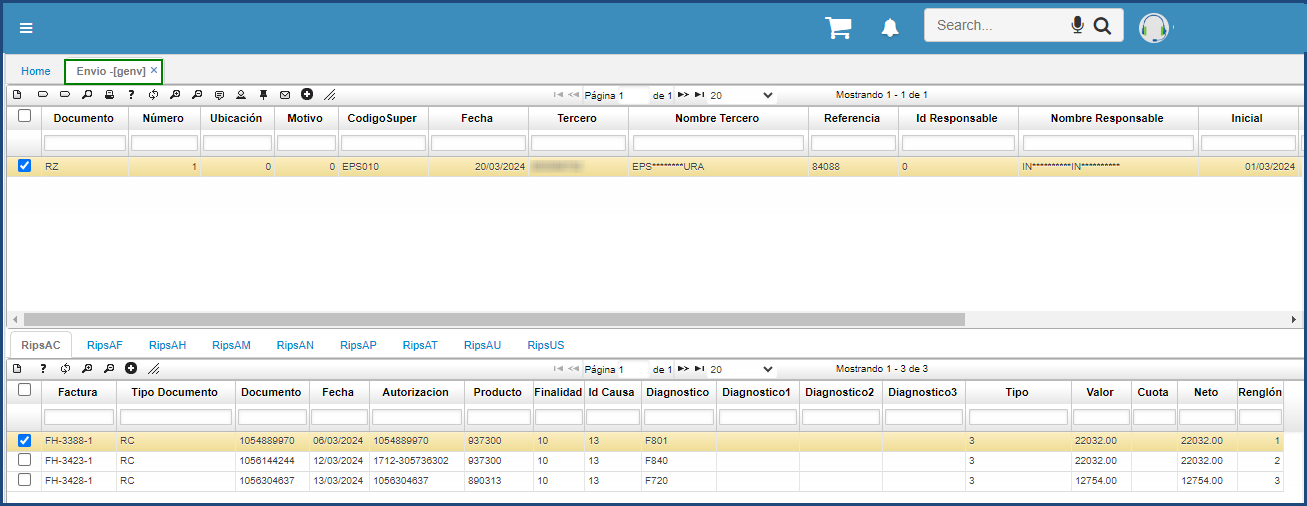 Search...
Home Envio -[genv] ×
? Página 1 de 1 20 Mostrando 1 - 1 de 1
Documento Número Ubicación Motivo CodigoSuper Fecha Tercero Nombre Tercero Referencia Id Responsable Nombre Responsable Inicial
RZ 1 0 0 EPS010 20/03/2024 EPS********URA 84088 0 IN**********IN********** 01/03/2024
RipsAC RipsAF RipsAH RipsAM RipsAN RipsAP RipsAT RipsAU RipsUS
? Página 1 de 1 20 Mostrando 1 - 3 de 3
Factura Tipo Documento Documento Fecha Autorizacion Producto Finalidad Id Causa Diagnostico Diagnostico1 Diagnostico2 Diagnostico3 Tipo Valor Cuota Neto Renglón
FH-3388-1 RC 1054889970 06/03/2024 1054889970 937300 10 13 F801 3 22032.00 22032.00 1
FH-3423-1 RC 1056144244 12/03/2024 1712-305736302 937300 10 13 F840 3 22032.00 22032.00 2
FH-3428-1 RC 1056304637 13/03/2024 1056304637 890313 10 13 F720 3 12754.00 12754.00 3